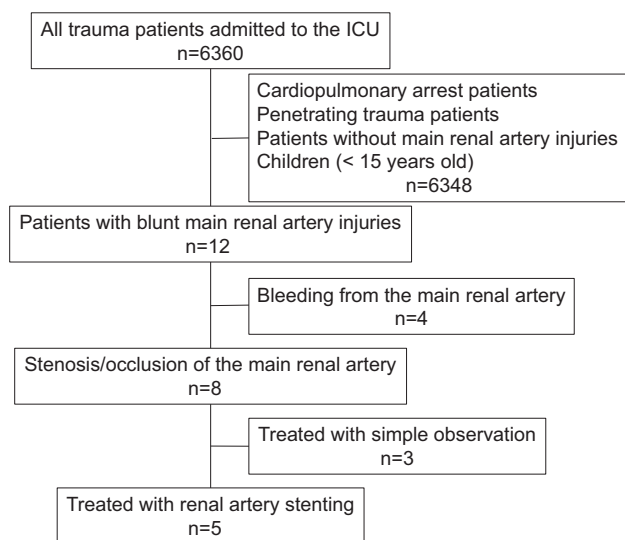 All trauma patients admitted to the ICU
n=6360
Cardiopulmonary arrest patients
Penetrating trauma patients
Patients without main renal artery injuries
Children (< 15 years old)
n=6348
Patients with blunt main renal artery injuries
n=12
Bleeding from the main renal artery
n=4
Stenosis/occlusion of the main renal artery
n=8
Treated with simple observation
n=3
Treated with renal artery stenting
n=5